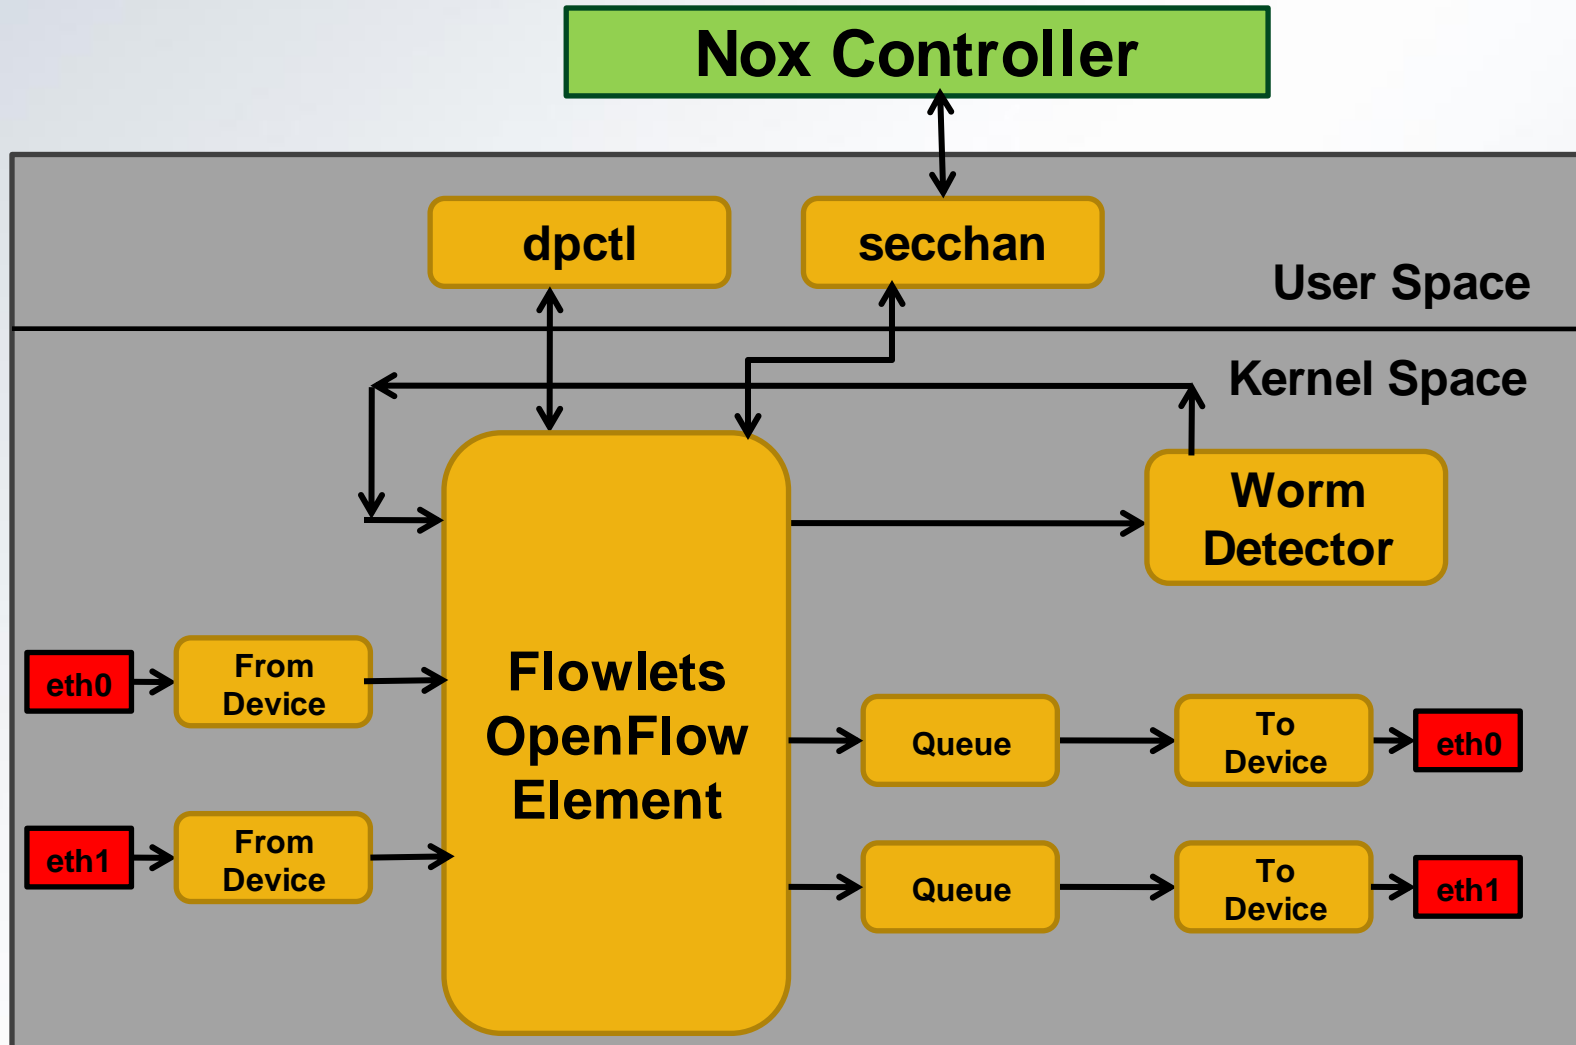 Nox Controller
dpctl
secchan
User Space
Kernel Space
Worm
Detector
Flowlets
OpenFlow
Element
eth0
From
Device
Queue
To
Device
eth0
eth1
From
Device
Queue
To
Device
eth1